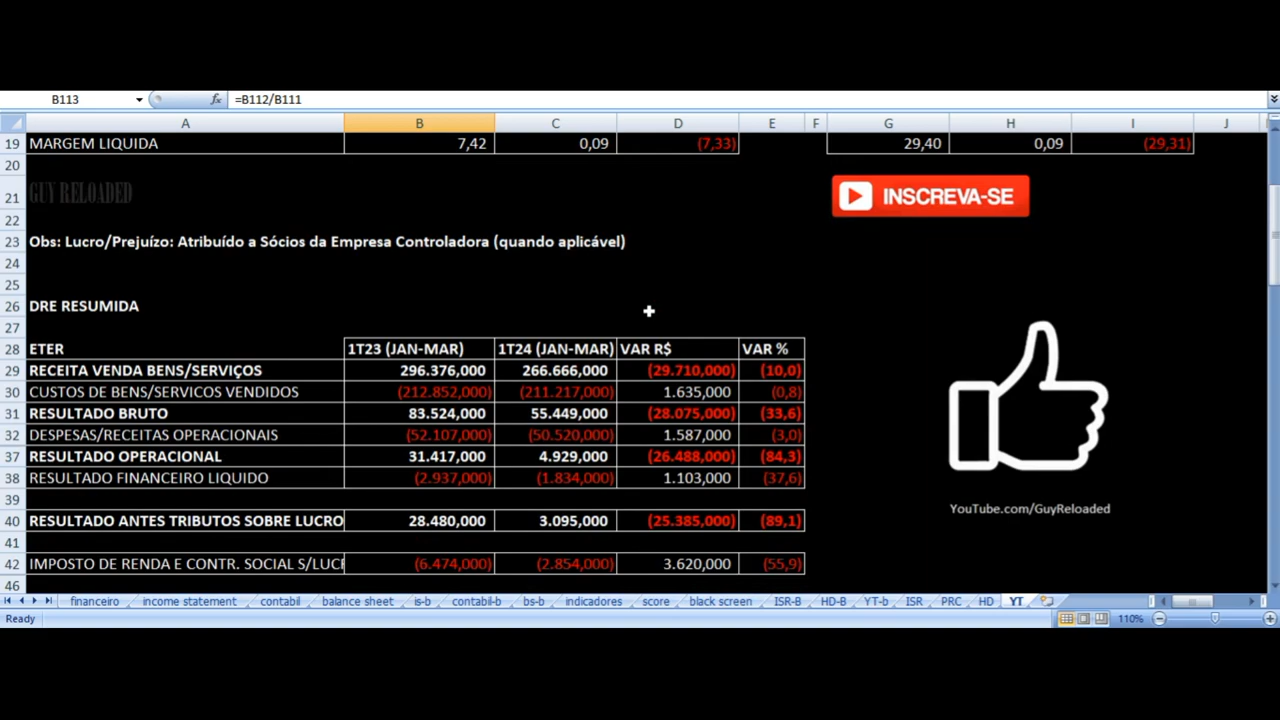 B113 fx =B112/B111
A B C D E F G H I J
19 MARGEM LIQUIDA 7,42 0,09 (7,33) 29,40 0,09 (29,31)
20
21 GUY RELOADED INSCREVA-SE
22
23 Obs: Lucro/Prejuízo: Atribuído a Sócios da Empresa Controladora (quando aplicável)
24
25
26 DRE RESUMIDA
27
28 ETER 1T23 (JAN-MAR) 1T24 (JAN-MAR) VAR R$ VAR %
29 RECEITA VENDA BENS/SERVIÇOS 296.376,000 266.666,000 (29.710,000) (10,0)
30 CUSTOS DE BENS/SERVICOS VENDIDOS (212.852,000) (211.217,000) 1.635,000 (0,8)
31 RESULTADO BRUTO 83.524,000 55.449,000 (28.075,000) (33,6)
32 DESPESAS/RECEITAS OPERACIONAIS (52.107,000) (50.520,000) 1.587,000 (3,0)
37 RESULTADO OPERACIONAL 31.417,000 4.929,000 (26.488,000) (84,3)
38 RESULTADO FINANCEIRO LIQUIDO (2.937,000) (1.834,000) 1.103,000 (37,6)
39
YouTube.com/GuyReloaded
40 RESULTADO ANTES TRIBUTOS SOBRE LUCRO 28.480,000 3.095,000 (25.385,000) (89,1)
41
42 IMPOSTO DE RENDA E CONTR. SOCIAL S/LUCR (6.474,000) (2.854,000) 3.620,000 (55,9)
46
financeiro income statement contabil balance sheet is-b contabil-b bs-b indicadores score black screen ISR-B HD-B YT-b ISR PRC HD YT
Ready 110%